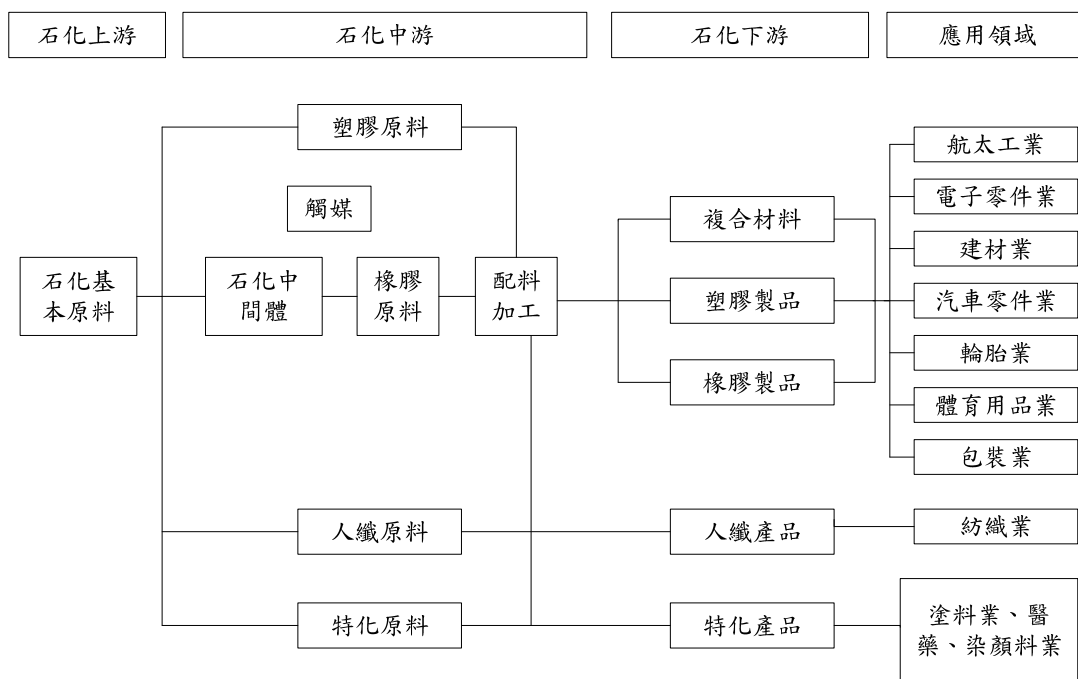 石化上游
石化中游
石化下游
應用領域
塑膠原料
航太工業
觸媒
複合材料
電子零件業
建材業
石化基
本原料
石化中
間體
橡膠
原料
配料
加工
塑膠製品
汽車零件業
橡膠製品
輪胎業
體育用品業
包裝業
人纖原料
人纖產品
紡織業
特化原料
特化產品
塗料業、醫
藥、染顏料業